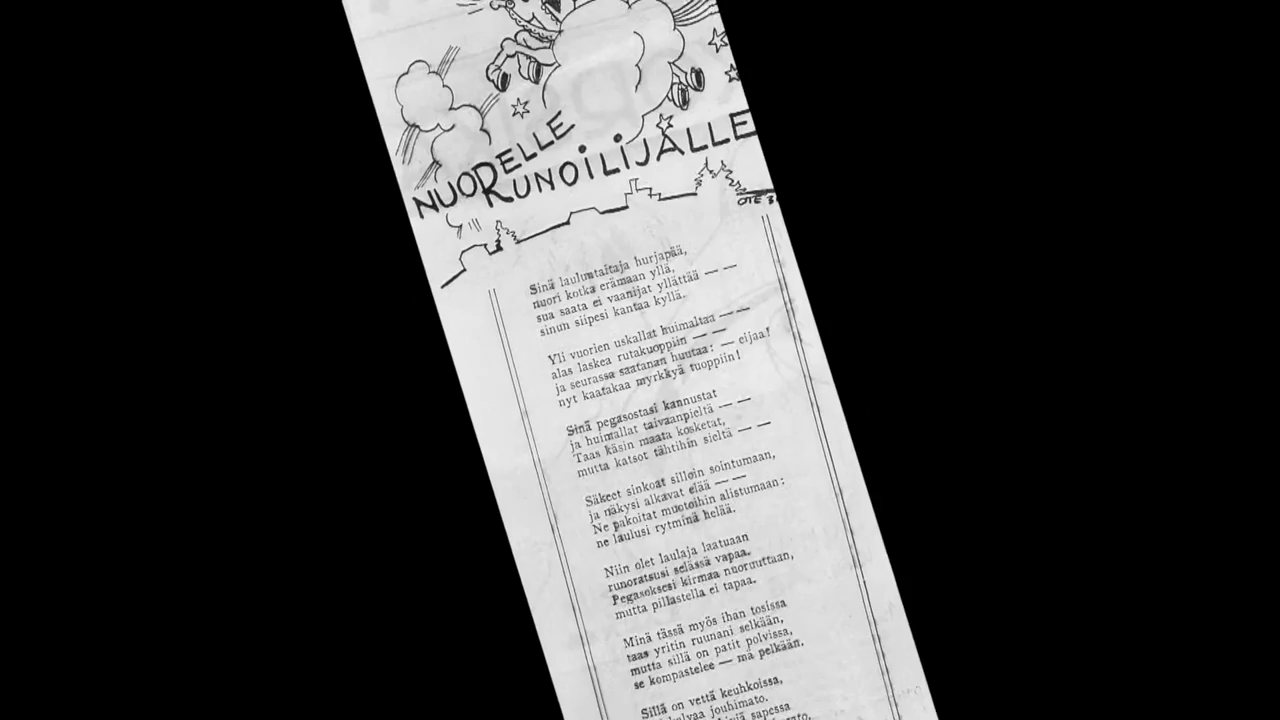 NUORELLE
RUNOILIJALLE
OTE
Sinä lauluntaitaja hurjapää,
nuori kotka erämaan yllä,
sua saata ei vaanijat yllättää — —
sinun siipesi kantaa kyllä.
Yli vuorien uskallat huimaltaa — —
alas laskea rutakuoppiin — —
ja seurassa saatanan huutaa: — eijaa!
nyt kaatakaa myrkkyä tuoppiin!
Sinä pegasostasi kannustat
ja huimallat taivaanpieltä — —
Taas käsin maata kosketat,
mutta katsot tähtihin sieltä — —
Säkeet sinkoat silloin sointumaan,
ja näkysi alkavat elää — —
Ne pakoitat muotoihin alistumaan:
ne laulusi rytminä helää.
Niin olet laulaja laatuaan
runoratsusi selässä vapaa.
Pegasoksesi kirmaa nuoruuttaan,
mutta pillastella ei tapaa.
Minä tässä myös ihan tosissa
taas yritin ruunani selkään,
mutta sillä on patit polvissa,
se kompastelee — mä pelkään.
Sillä on vettä keuhkoissa,
jouhimato.
sapessa